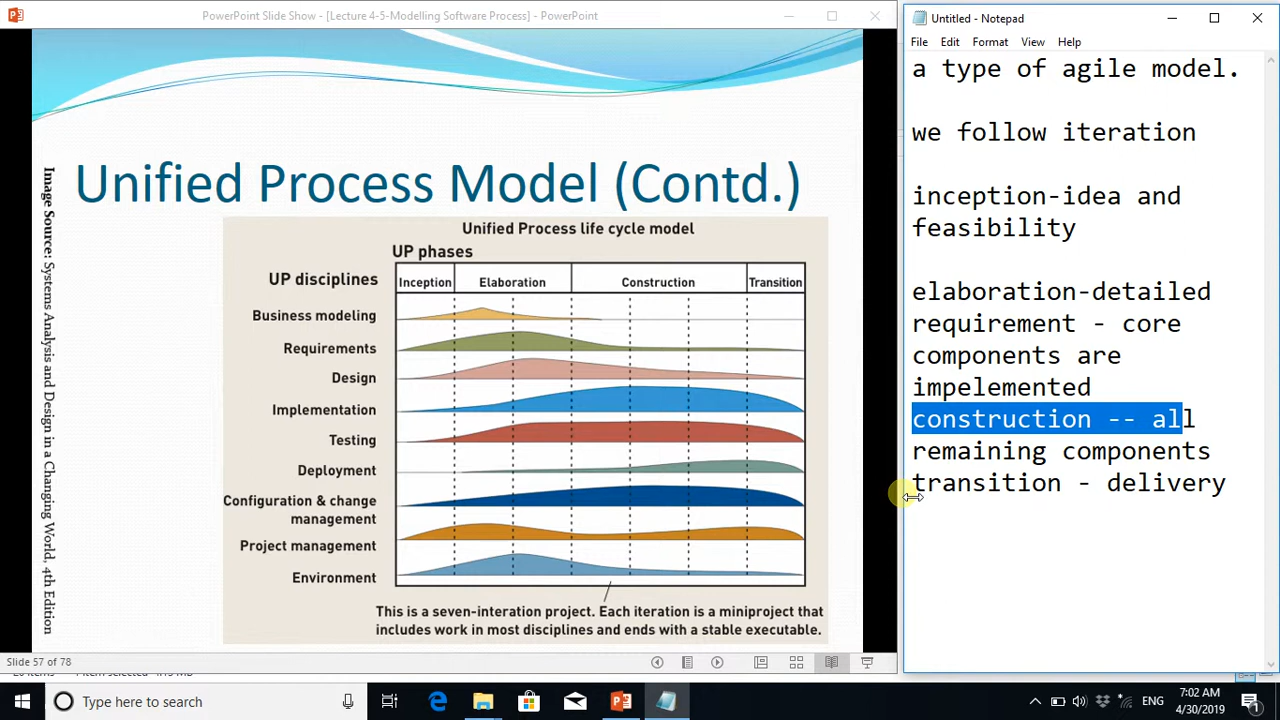 PowerPoint Slide Show - [Lecture 4-5-Modelling Software Process] - PowerPoint
Unified Process Model (Contd.)
Image Source: Systems Analysis and Design in a Changing World, 4th Edition
Unified Process life cycle model
UP phases
UP disciplines
Inception
Elaboration
Construction
Transition
Business modeling
Requirements
Design
Implementation
Testing
Deployment
Configuration & change
management
Project management
Environment
This is a seven-interation project. Each iteration is a miniproject that
includes work in most disciplines and ends with a stable executable.
Slide 57 of 78
Untitled - Notepad
File Edit Format View Help
a type of agile model.
we follow iteration
inception-idea and
feasibility
elaboration-detailed
requirement - core
components are
impelemented
construction -- all
remaining components
transition - delivery
Type here to search
ENG
7:02 AM
4/30/2019
1